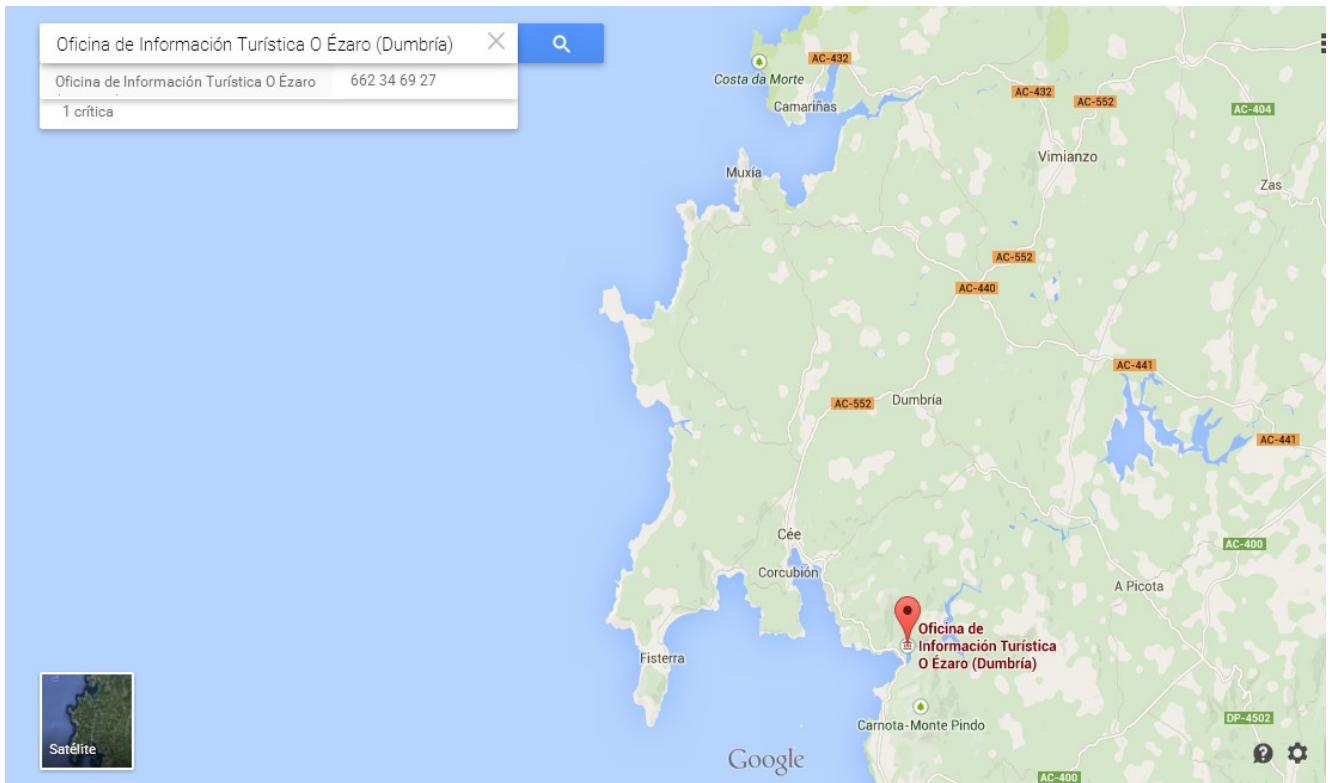 Oficina de Información Turística O Ézaro (Dumbría)
Oficina de Información Turística O Ézaro
662 34 69 27
1 crítica
AC-432
Costa da Morte
Camariñas
AC-432
AC-552
AC-404
Vimianzo
Muxía
Zas
AC-552
AC-440
AC-441
AC-552
Dumbría
AC-441
Cée
AC-400
Corcubión
A Picota
Oficina de
Información Turística
O Ézaro (Dumbría)
Fisterra
Carnota-Monte Pindo
DP-4502
Satélite
Google
AC-400